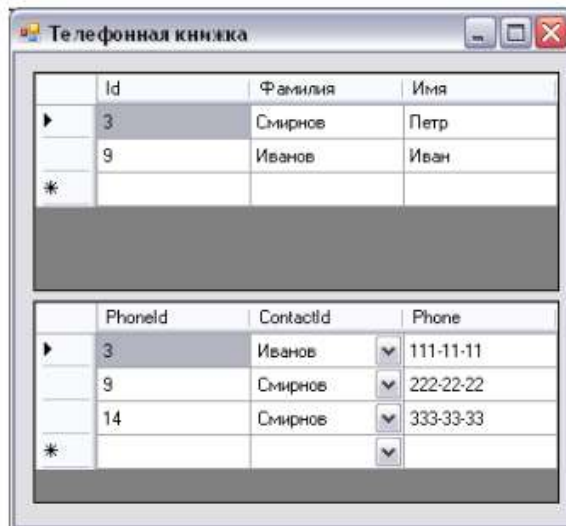 Телефонная книжка
Id Фамилия Имя
3 Смирнов Петр
9 Иванов Иван
PhoneId ContactId Phone
3 Иванов 111-11-11
9 Смирнов 222-22-22
14 Смирнов 333-33-33